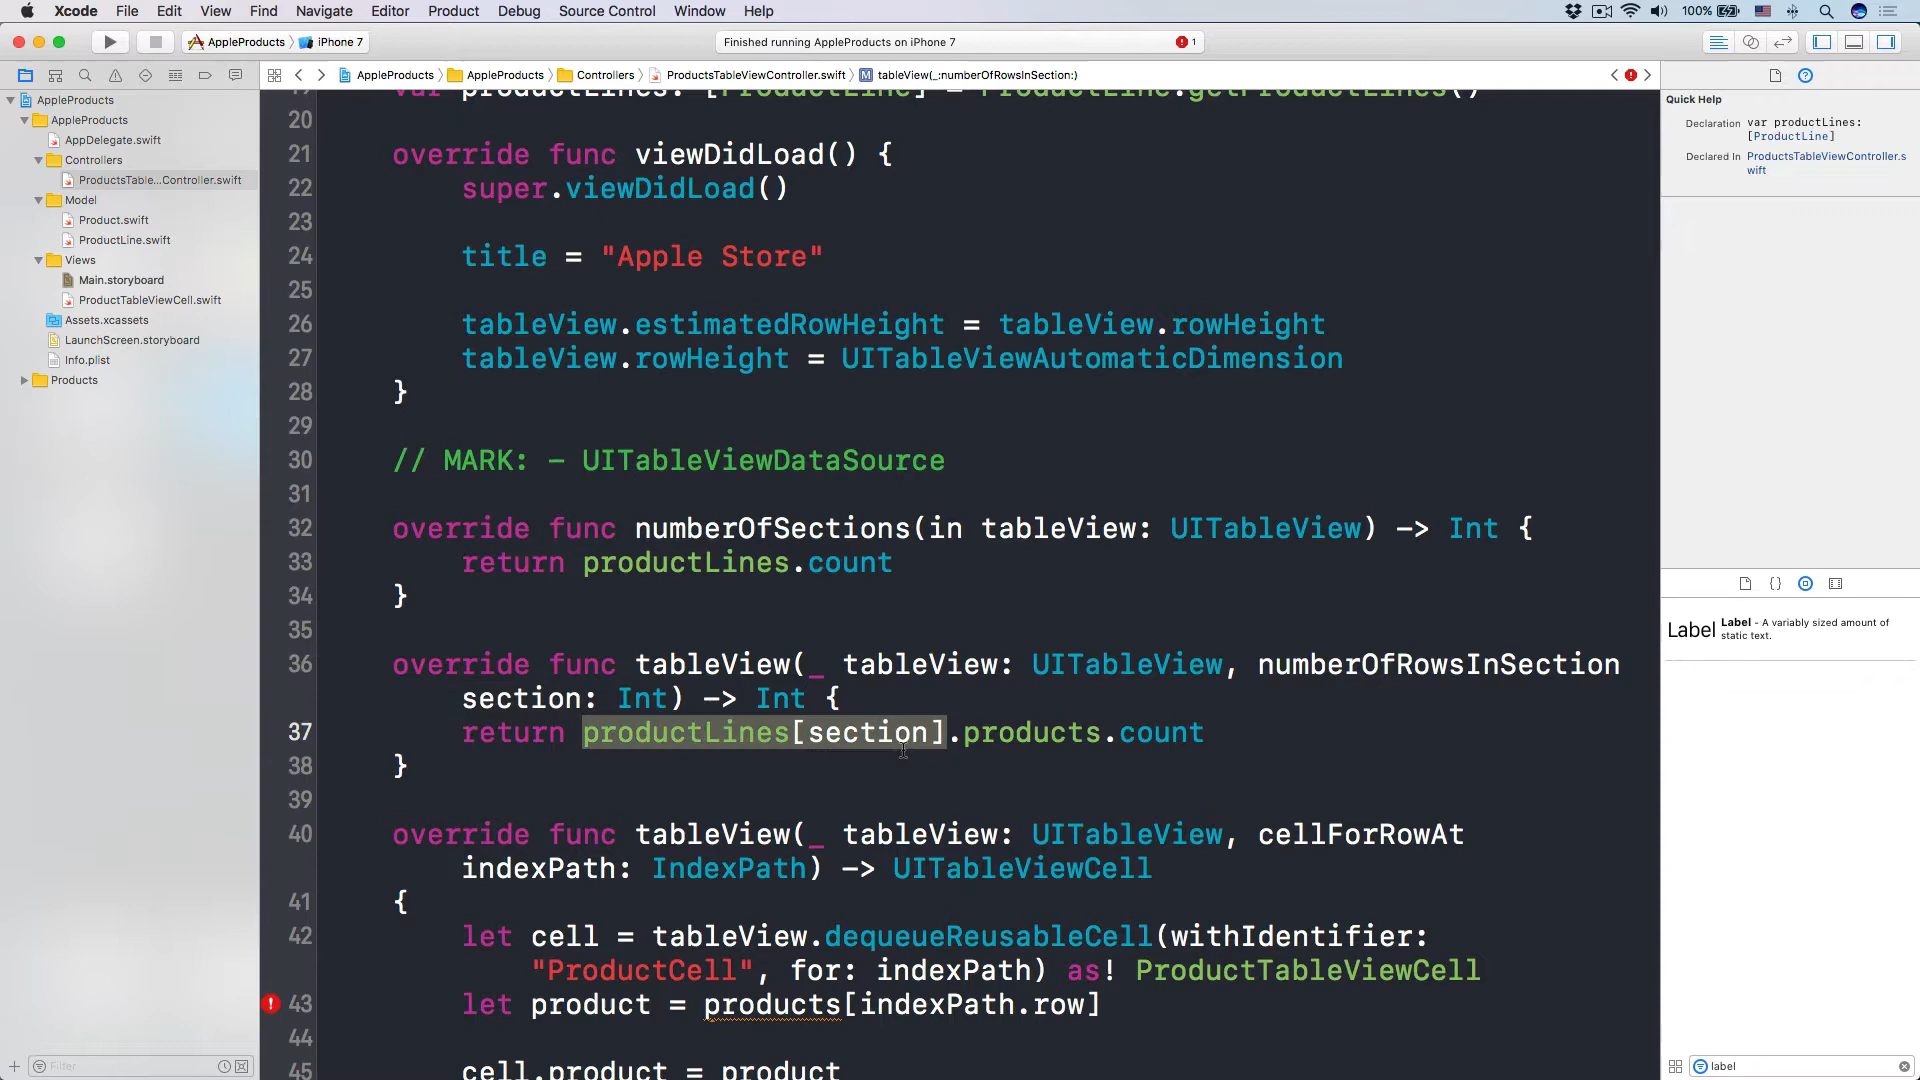 Xcode File Edit View Find Navigate Editor Product Debug Source Control Window Help 100%
AppleProducts iPhone 7 Finished running AppleProducts on iPhone 7 1
AppleProducts AppleProducts Controllers ProductsTableViewController.swift M tableView(_:numberOfRowsInSection:)
AppleProducts
AppleProducts
AppDelegate.swift
Controllers
ProductsTable...Controller.swift
Model
Product.swift
ProductLine.swift
Views
Main.storyboard
ProductTableViewCell.swift
Assets.xcassets
LaunchScreen.storyboard
Info.plist
Products
Filter
var productLines: [ProductLine] = ProductLine.getProductLines()
20
21 override func viewDidLoad() {
22 super.viewDidLoad()
23
24 title = "Apple Store"
25
26 tableView.estimatedRowHeight = tableView.rowHeight
27 tableView.rowHeight = UITableViewAutomaticDimension
28 }
29
30 // MARK: - UITableViewDataSource
31
32 override func numberOfSections(in tableView: UITableView) -> Int {
33 return productLines.count
34 }
35
36 override func tableView(_ tableView: UITableView, numberOfRowsInSection
section: Int) -> Int {
37 return productLines[section].products.count
38 }
39
40 override func tableView(_ tableView: UITableView, cellForRowAt
indexPath: IndexPath) -> UITableViewCell
41 {
42 let cell = tableView.dequeueReusableCell(withIdentifier:
"ProductCell", for: indexPath) as! ProductTableViewCell
43 let product = products[indexPath.row]
44
45 cell.product = product
Quick Help
Declaration var productLines:
[ProductLine]
Declared In ProductsTableViewController.s
wift
Label Label - A variably sized amount of
static text.
label